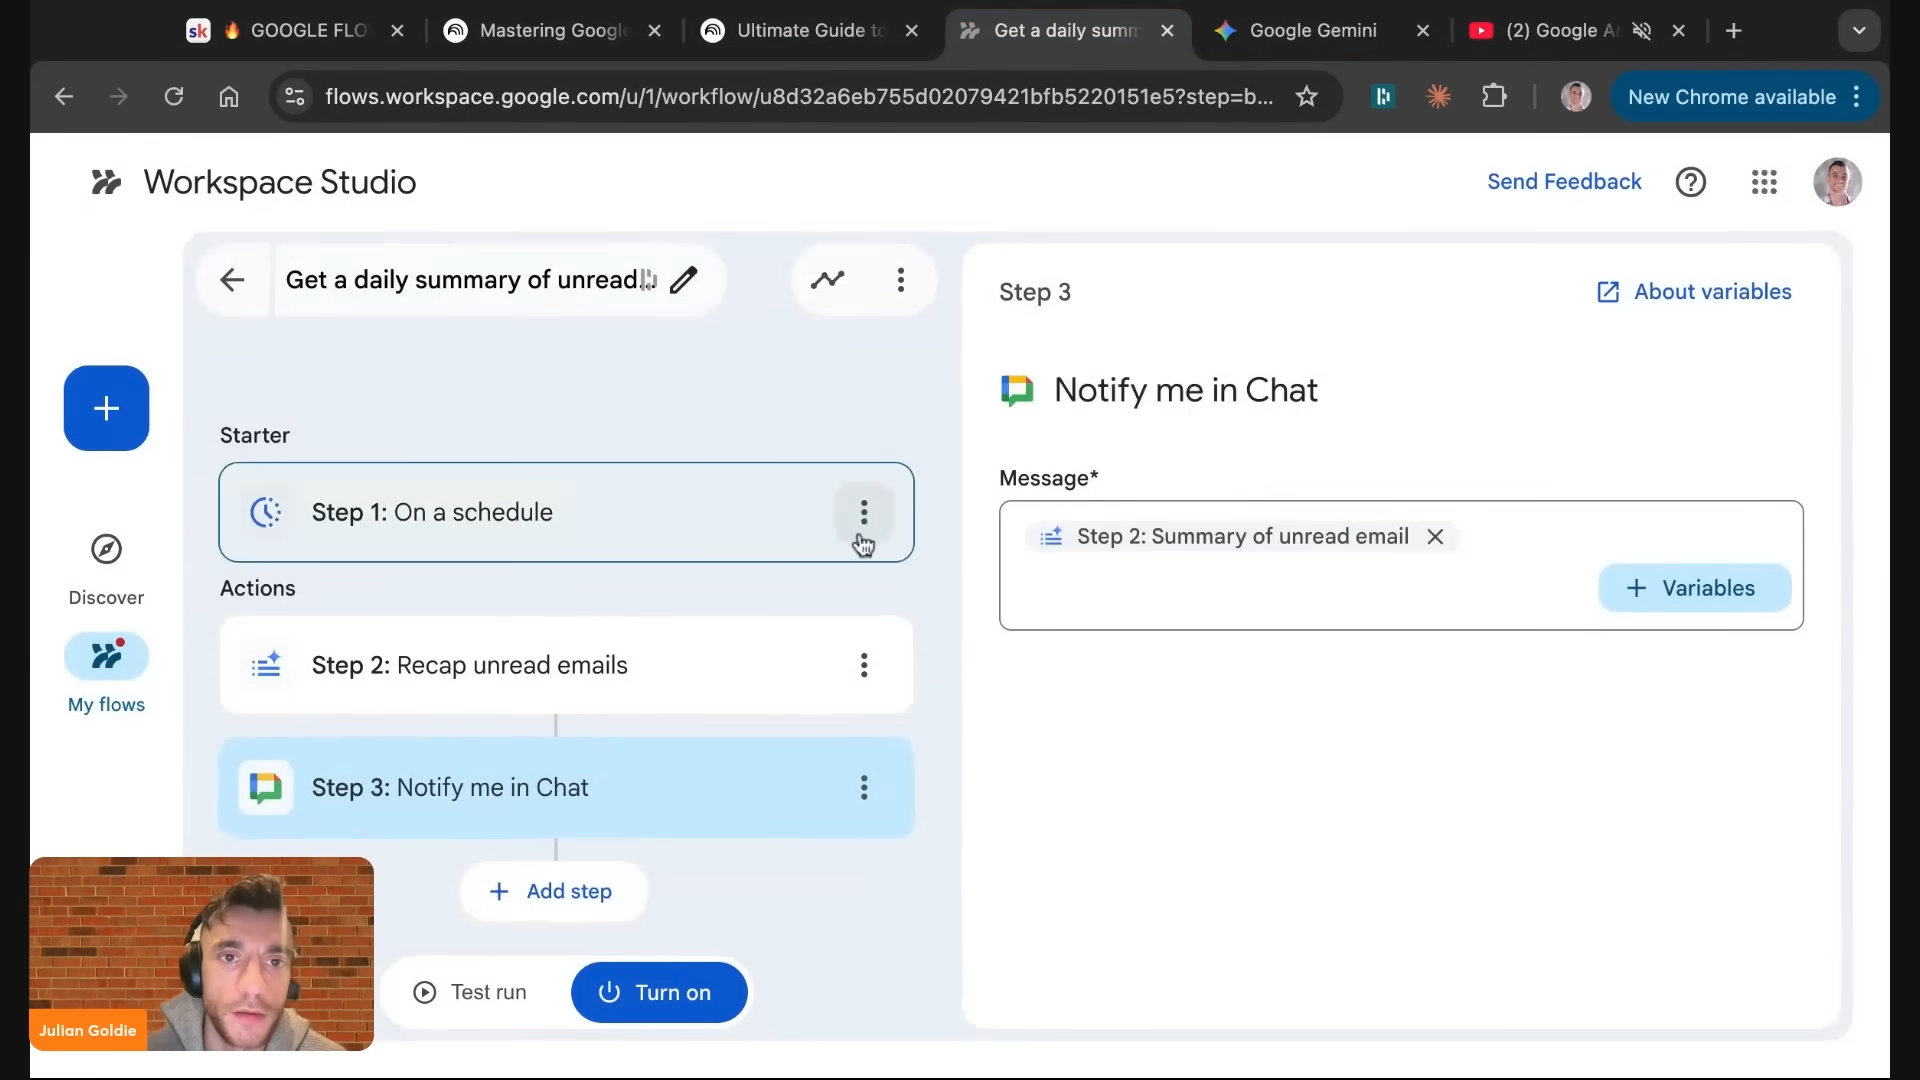 sk 🔥 GOOGLE FLO
Mastering Google
Ultimate Guide to
Get a daily summ
Google Gemini
(2) Google A
flows.workspace.google.com/u/1/workflow/u8d32a6eb755d02079421bfb5220151e5?step=b...
New Chrome available
Workspace Studio
Send Feedback
Get a daily summary of unread...
Step 3
About variables
Notify me in Chat
Starter
Message*
Step 1: On a schedule
Step 2: Summary of unread email
Variables
Actions
Discover
Step 2: Recap unread emails
My flows
Step 3: Notify me in Chat
Add step
Test run
Turn on
Julian Goldie